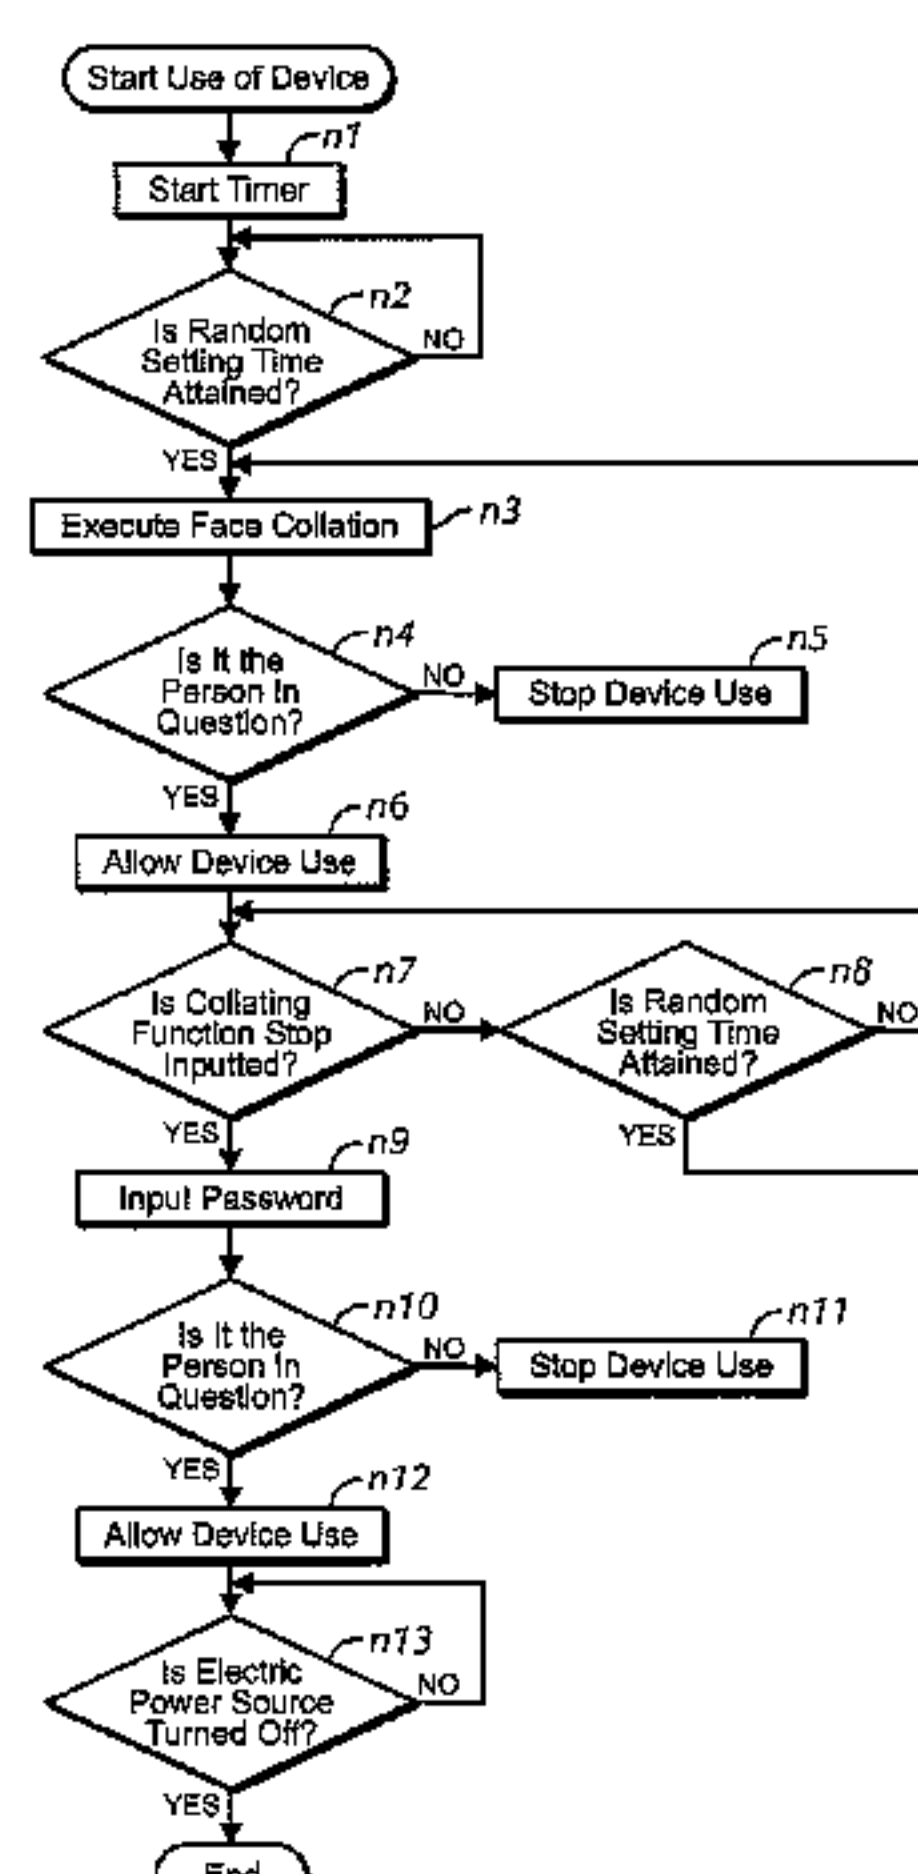 Start Use of Device
n1
Start Timer
n2
Is Random
Setting Time
Attained?
NO
YES
Execute Face Collation
n3
n4
Is It the
Person In
Question?
NO
n5
Stop Device Use
YES
n6
Allow Device Use
n7
Is Collating
Function Stop
Inputted?
NO
n8
Is Random
Setting Time
Attained?
NO
YES
YES
n9
Input Password
n10
Is It the
Person In
Question?
NO
n11
Stop Device Use
YES
n12
Allow Device Use
n13
Is Electric
Power Source
Turned Off?
NO
YES
End